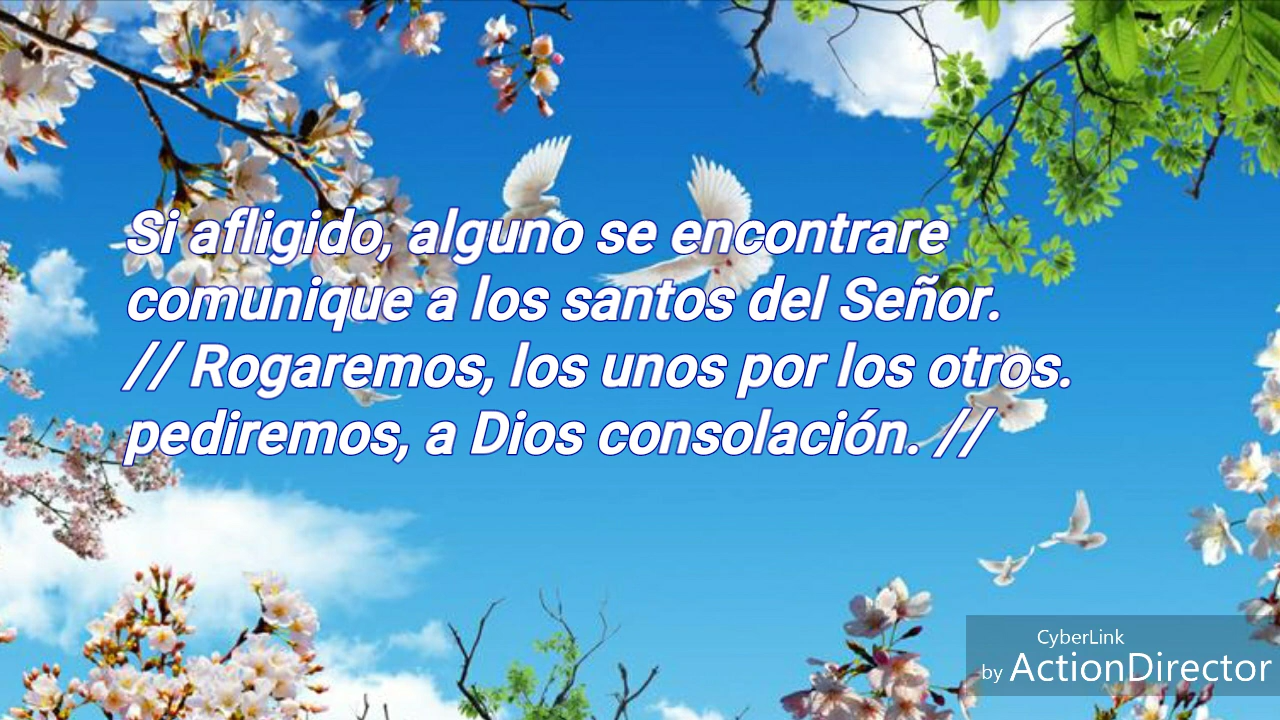 Si afligido, alguno se encontrare
comunique a los santos del Señor.
// Rogaremos, los unos por los otros.
pediremos, a Dios consolación. //
CyberLink
by ActionDirector